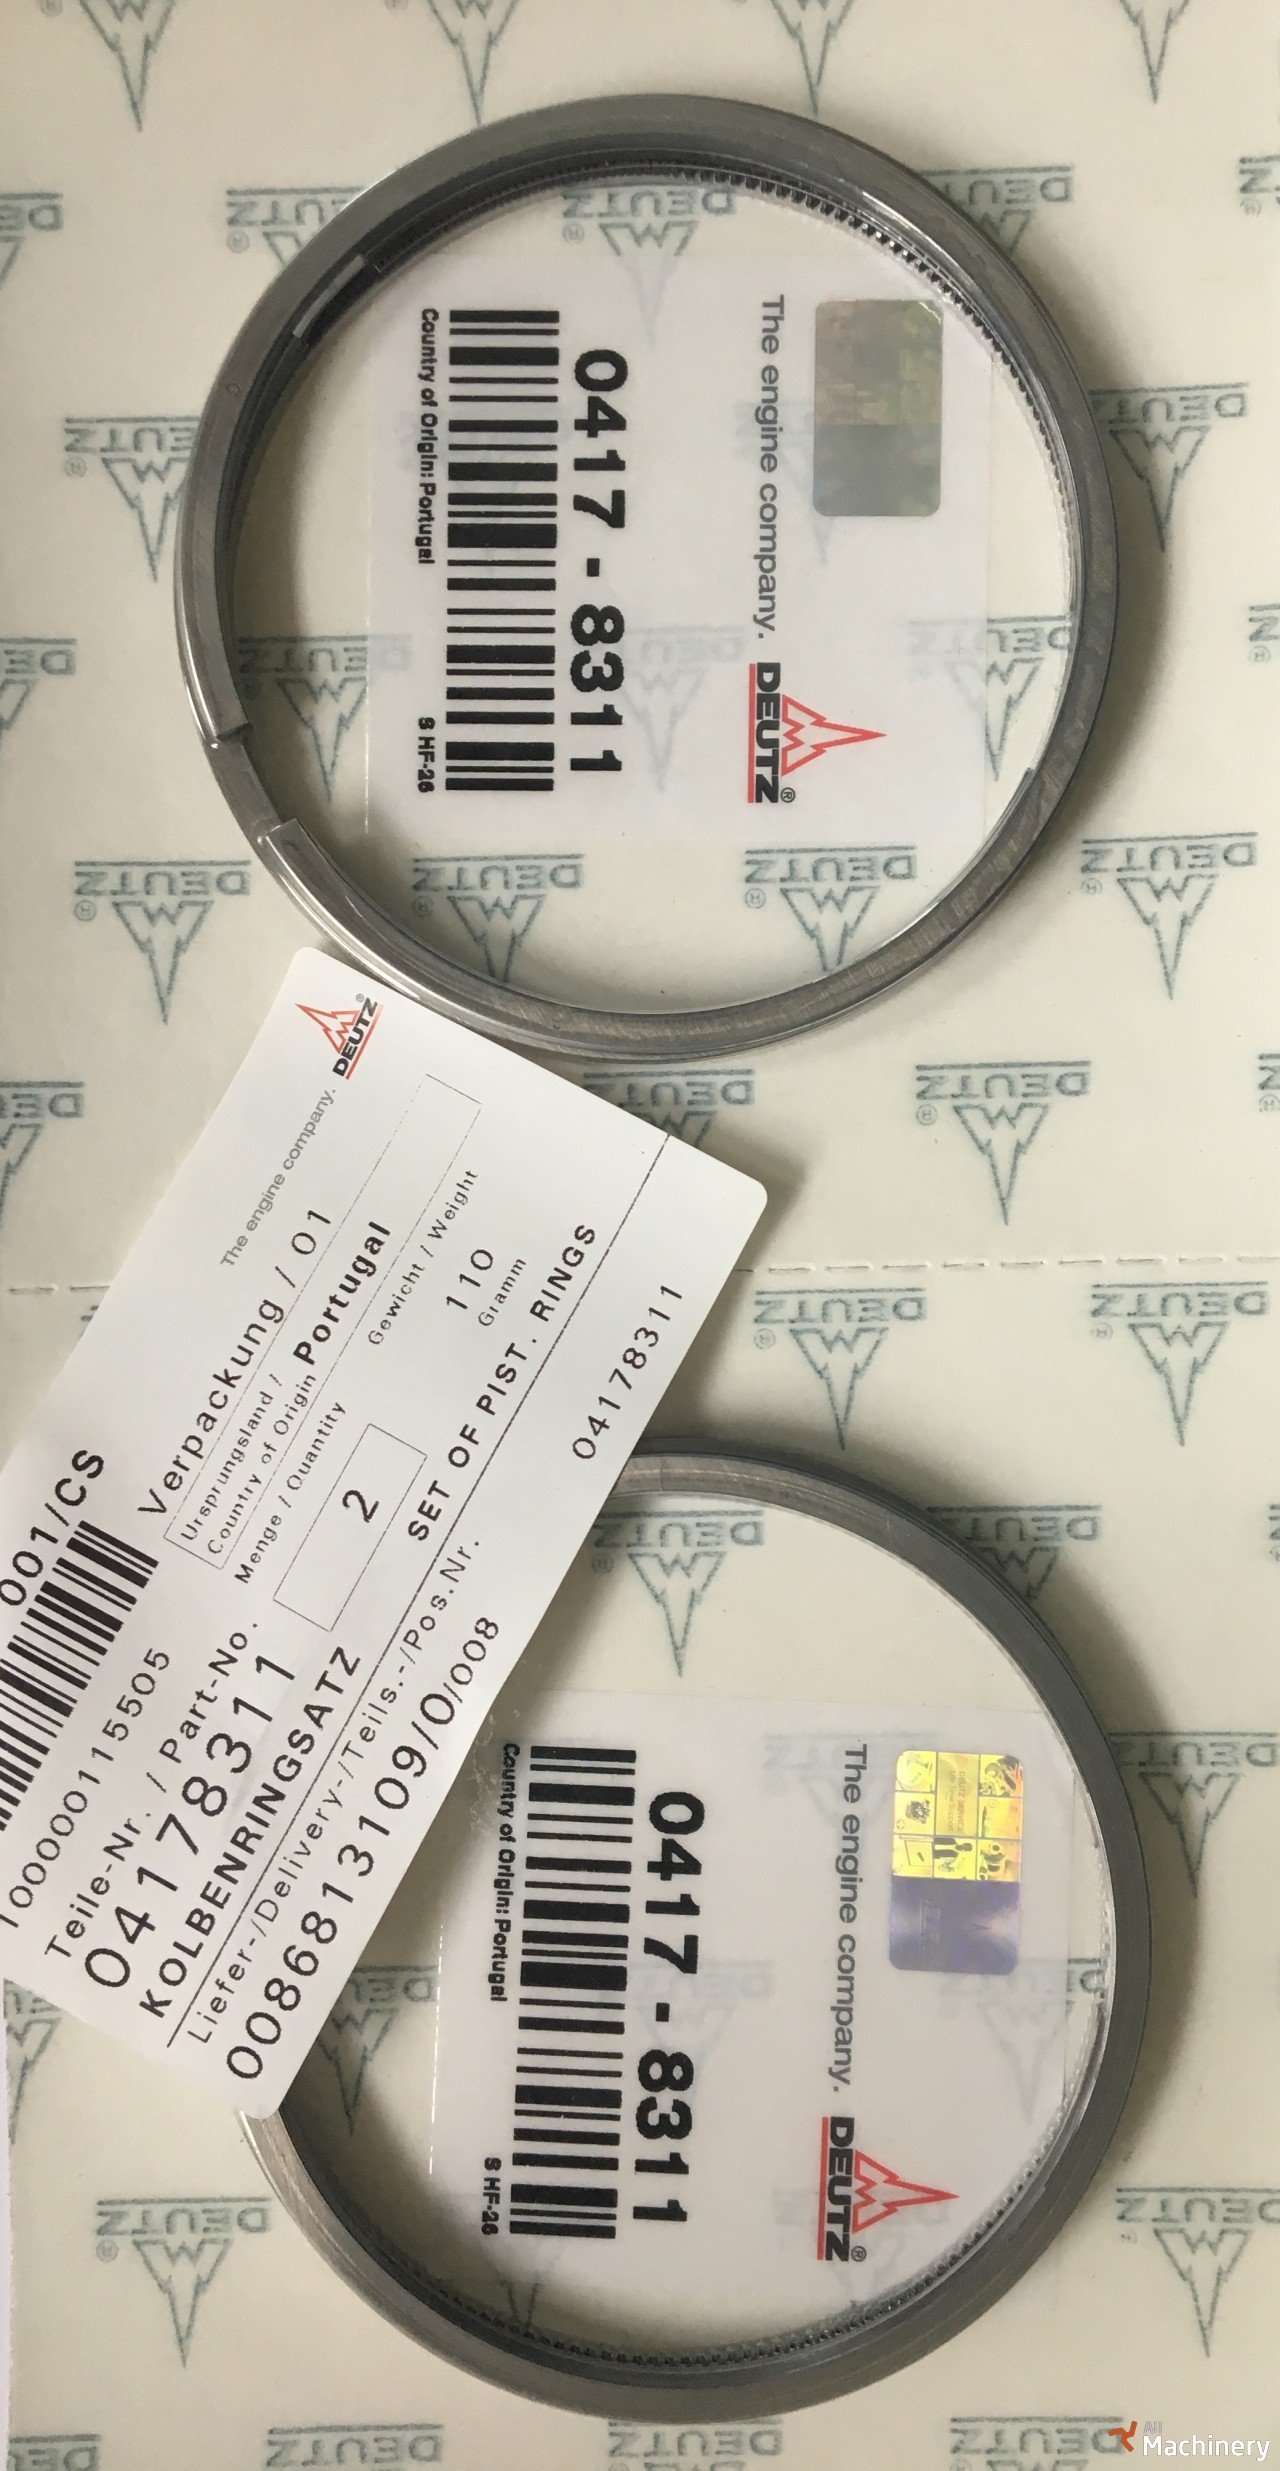 The engine company. DEUTZ®
0417 - 8311
Country of Origin: Portugal S HF-26
The engine company. DEUTZ®
001/CS
Verpackung / 01
Ursprungsland /
Country of Origin Portugal
Menge / Quantity
2
Gewicht / Weight
110
Gramm
100000115505
Teile-Nr. / Part-No.
04178311
KOLBENRINGSATZ SET OF PIST. RINGS
Liefer-/Delivery-/Teils.-/Pos.Nr.
0086813109/0/008 04178311
The engine company. DEUTZ®
0417 - 8311
Country of Origin: Portugal S HF-26
DEUTZ®
All
Machinery